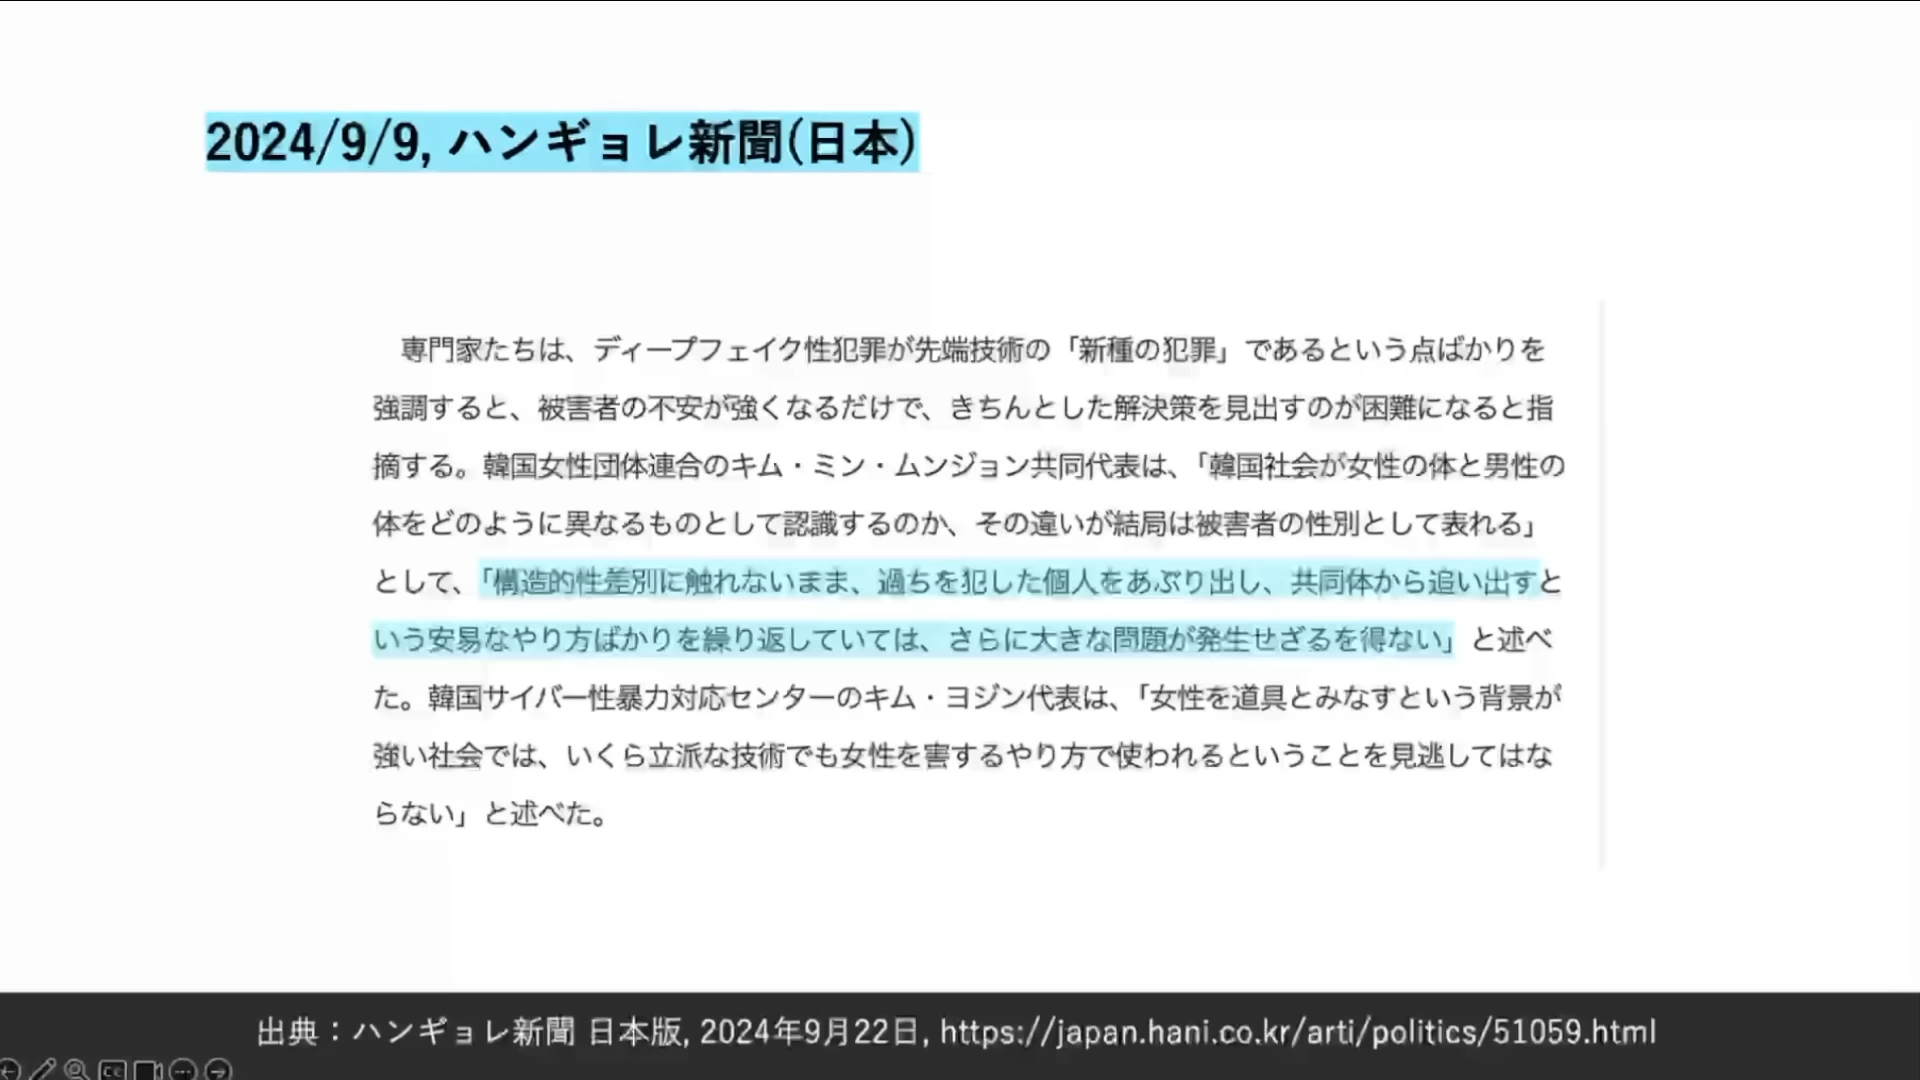 2024/9/9, ハンギョレ新聞(日本)
専門家たちは、ディープフェイク性犯罪が先端技術の「新種の犯罪」であるという点ばかりを
強調すると、被害者の不安が強くなるだけで、きちんとした解決策を見出すのが困難になると指
摘する。韓国女性団体連合のキム・ミン・ムンジョン共同代表は、「韓国社会が女性の体と男性の
体をどのように異なるものとして認識するのか、その違いが結局は被害者の性別として表れる」
として、「構造的性差別に触れないまま、過ちを犯した個人をあぶり出し、共同体から追い出すと
いう安易なやり方ばかりを繰り返していては、さらに大きな問題が発生せざるを得ない」と述べ
た。韓国サイバー性暴力対応センターのキム・ヨジン代表は、「女性を道具とみなすという背景が
強い社会では、いくら立派な技術でも女性を害するやり方で使われるということを見逃してはな
らない」と述べた。
出典：ハンギョレ新聞 日本版, 2024年9月22日, https://japan.hani.co.kr/arti/politics/51059.html